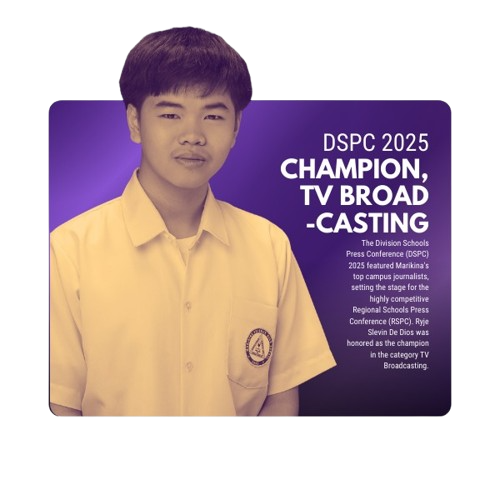 DSPC 2025
CHAMPION,
TV BROAD
-CASTING
The Division Schools
Press Conference (DSPC)
2025 featured Marikina's
top campus journalists,
setting the stage for the
highly competitive
Regional Schools Press
Conference (RSPC). Ryje
Slevin De Dios was
honored as the champion
in the category TV
Broadcasting.